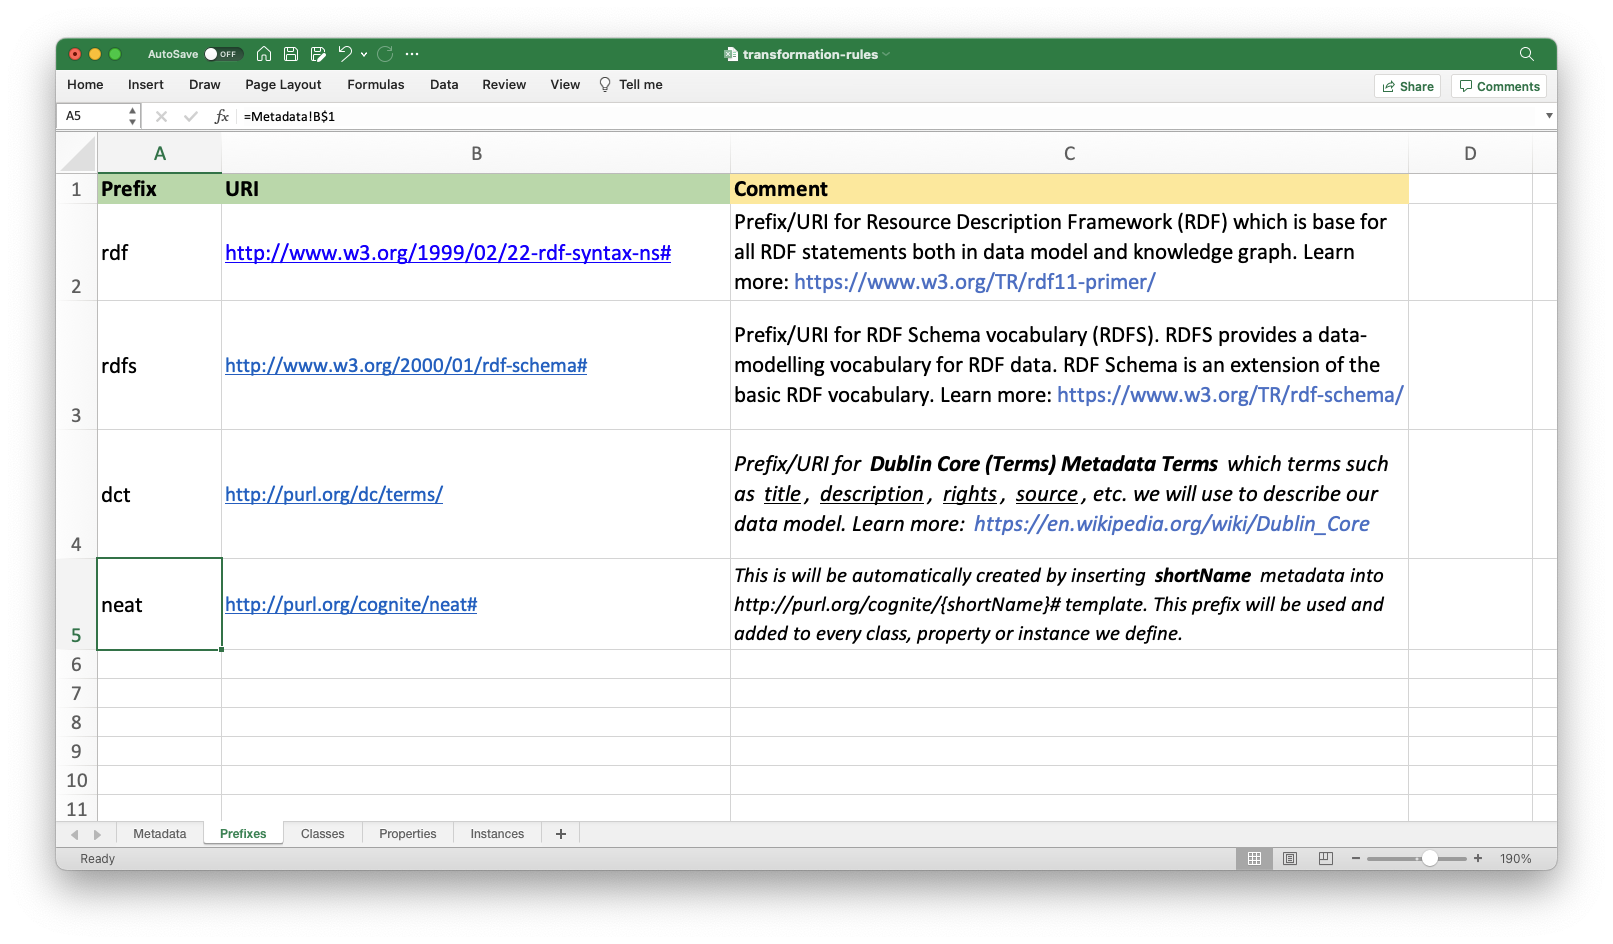 AutoSave OFF transformation-rules
Home Insert Draw Page Layout Formulas Data Review View Tell me Share Comments
A5 fx =Metadata!B$1
A B C D
1 Prefix URI Comment
Prefix/URI for Resource Description Framework (RDF) which is base for
rdf http://www.w3.org/1999/02/22-rdf-syntax-ns# all RDF statements both in data model and knowledge graph. Learn
2 more: https://www.w3.org/TR/rdf11-primer/
Prefix/URI for RDF Schema vocabulary (RDFS). RDFS provides a data-
rdfs http://www.w3.org/2000/01/rdf-schema# modelling vocabulary for RDF data. RDF Schema is an extension of the
basic RDF vocabulary. Learn more: https://www.w3.org/TR/rdf-schema/
3
Prefix/URI for Dublin Core (Terms) Metadata Terms which terms such
dct http://purl.org/dc/terms/ as title, description, rights, source, etc. we will use to describe our
data model. Learn more: https://en.wikipedia.org/wiki/Dublin_Core
4
This is will be automatically created by inserting shortName metadata into
neat http://purl.org/cognite/neat# http://purl.org/cognite/{shortName}# template. This prefix will be used and
5 added to every class, property or instance we define.
6
7
8
9
10
11
Metadata Prefixes Classes Properties Instances +
Ready 190%